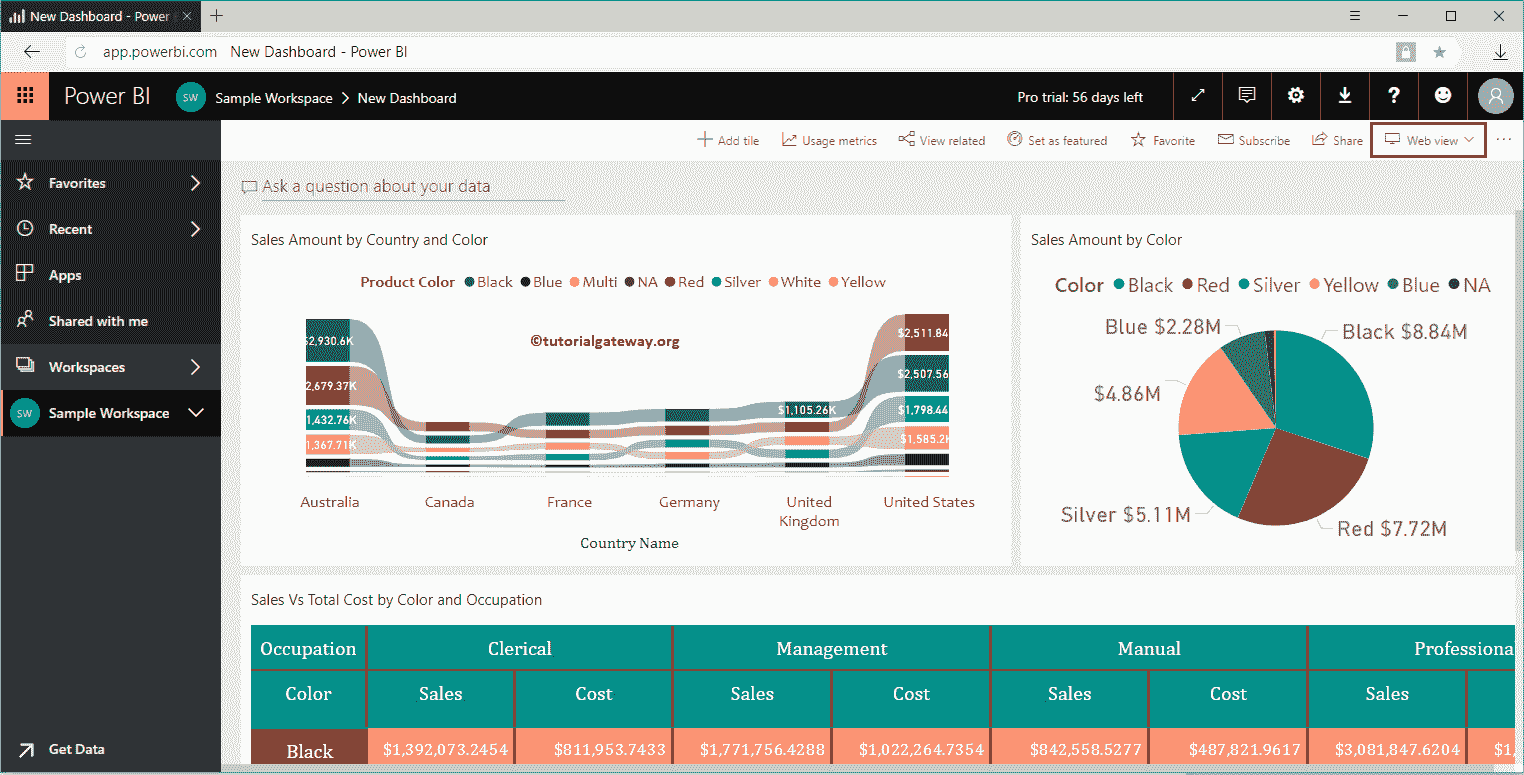 New Dashboard - Power
app.powerbi.com New Dashboard - Power BI
Power BI SW Sample Workspace > New Dashboard Pro trial: 56 days left
Add tile Usage metrics View related Set as featured Favorite Subscribe Share Web view
Favorites
Recent
Apps
Shared with me
Workspaces
SW Sample Workspace
Get Data
Ask a question about your data
Sales Amount by Country and Color
Product Color Black Blue Multi NA Red Silver White Yellow
©tutorialgateway.org
$2,930.6K
2,679.37K
1,432.76K
1,367.71K
$1,105.26K
$2,511.84
$2,507.56
$1,798.44
$1,585.2K
Australia Canada France Germany United Kingdom United States
Country Name
Sales Amount by Color
Color Black Red Silver Yellow Blue NA
Blue $2.28M
Black $8.84M
$4.86M
Silver $5.11M
Red $7.72M
Sales Vs Total Cost by Color and Occupation
Occupation Clerical Management Manual Professiona
Color Sales Cost Sales Cost Sales Cost Sales
Black $1,392,073.2454 $811,953.7433 $1,771,756.4288 $1,022,264.7354 $842,558.5277 $487,821.9617 $3,081,847.6204 $1,